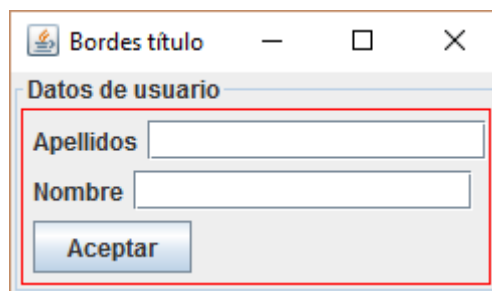 Bordes título
Datos de usuario
Apellidos
Nombre
Aceptar